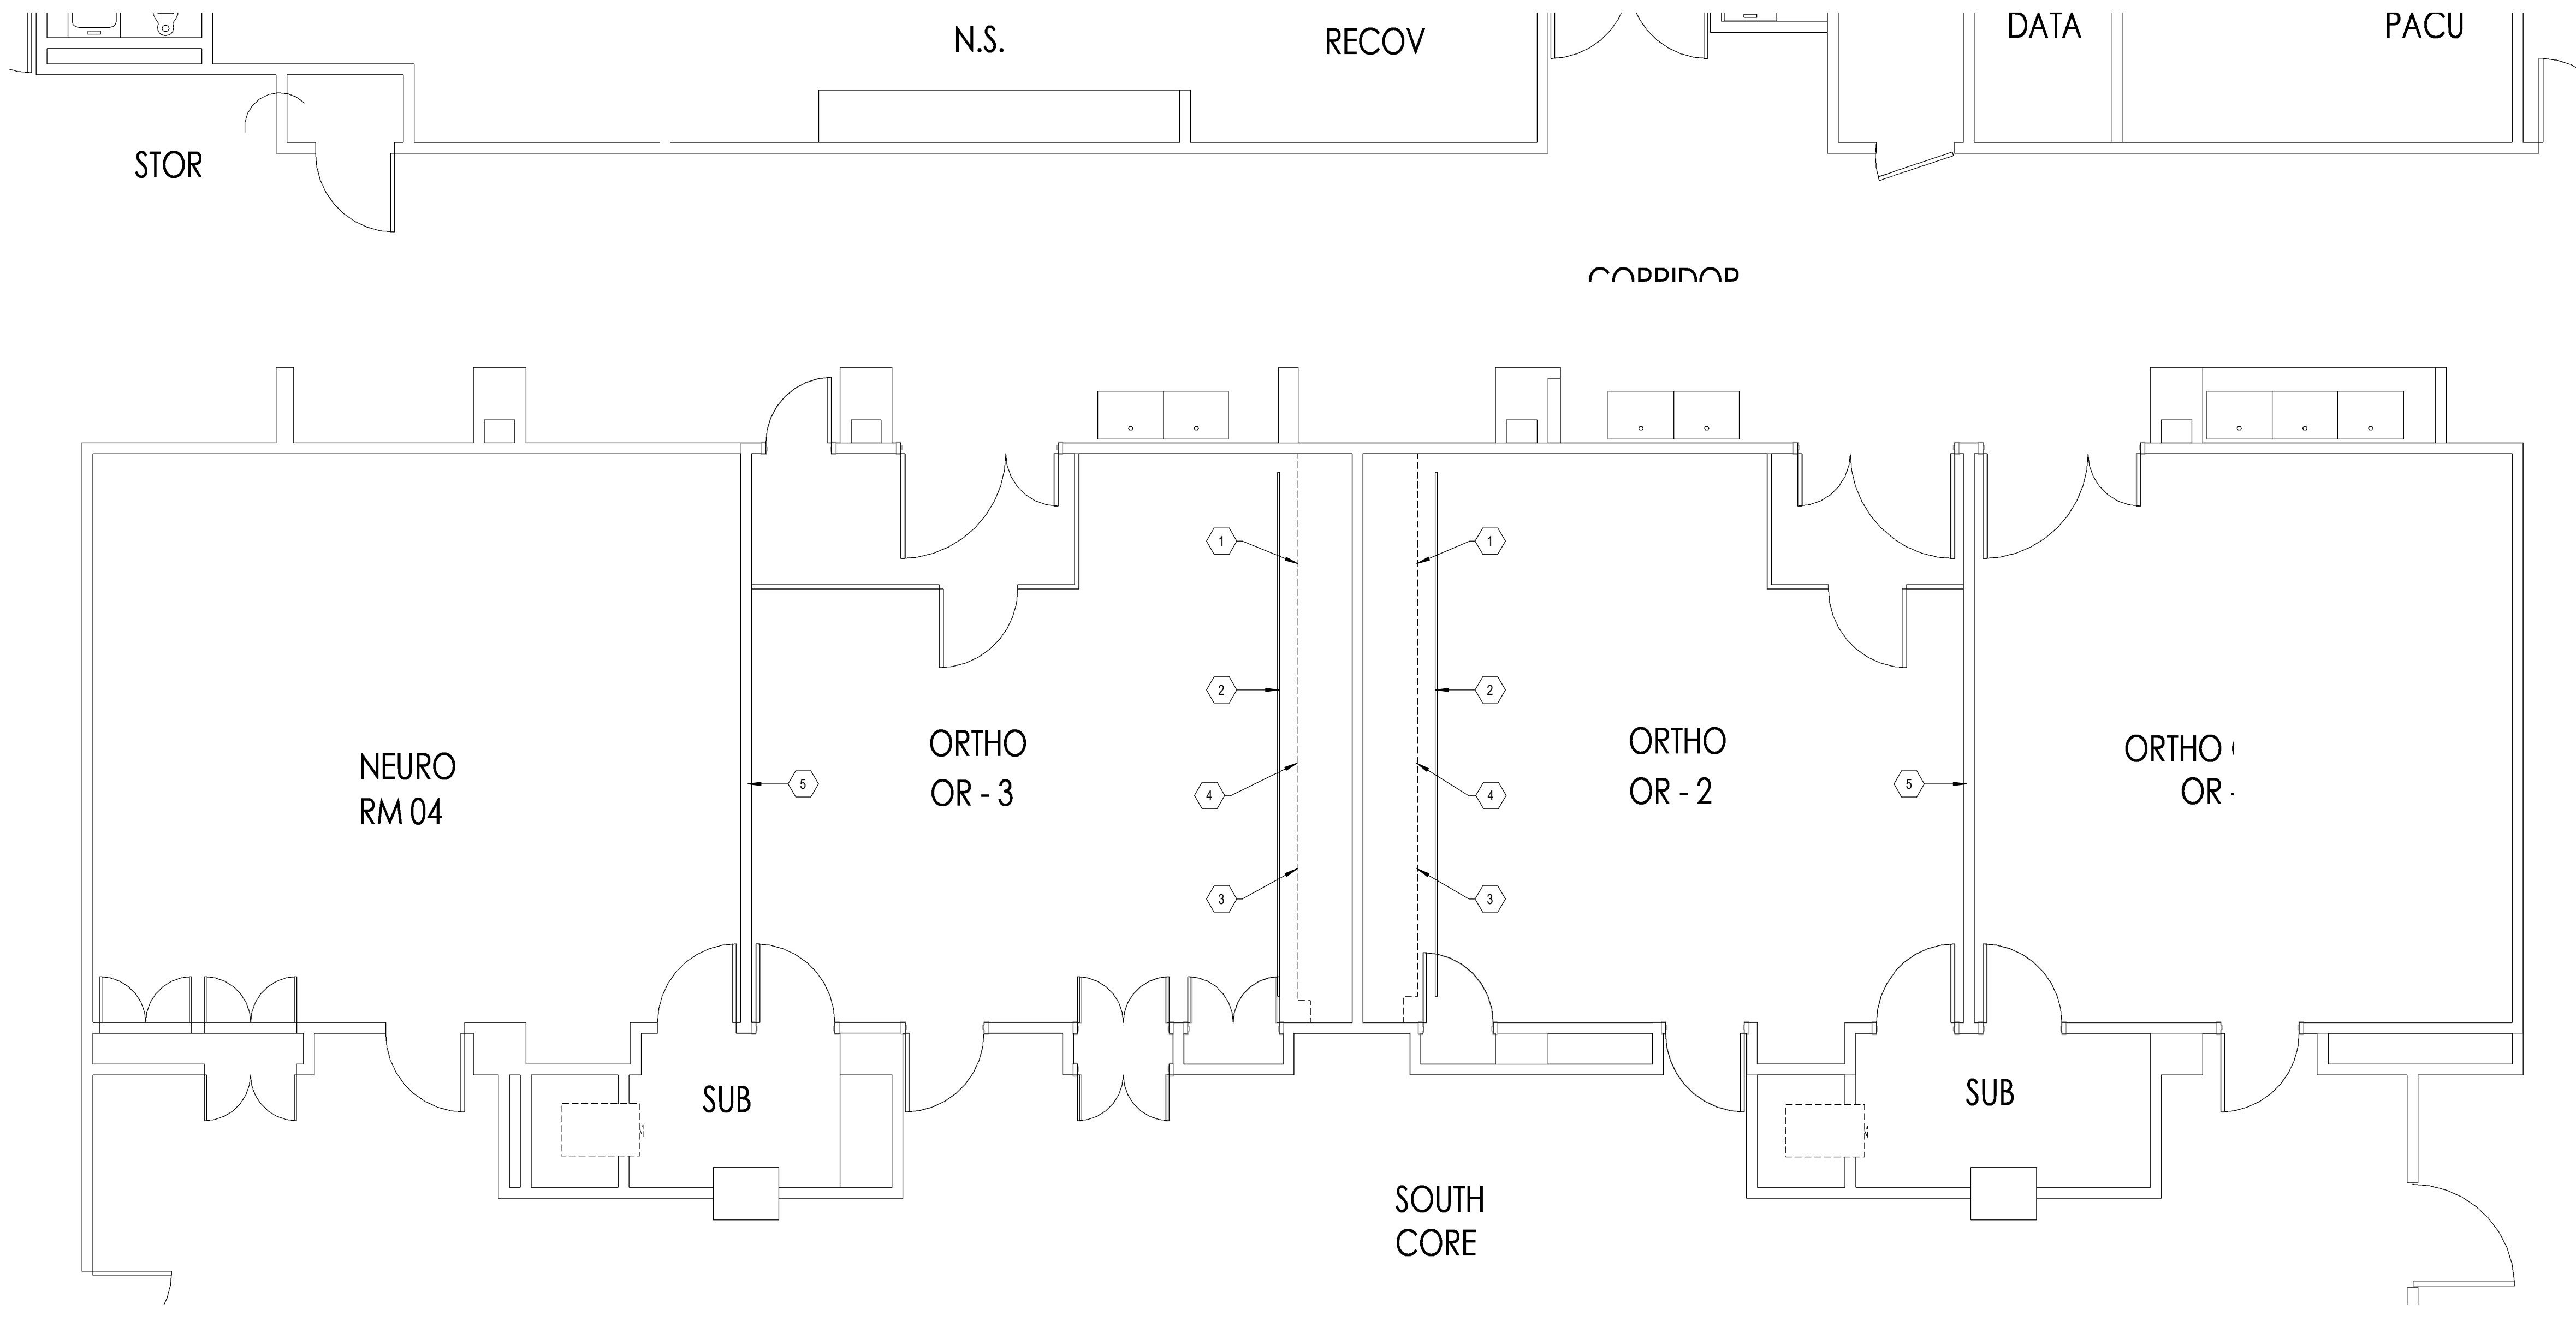 N.S.
RECOV
DATA
PACU
STOR
CORRIDOR
1
1
2
2
NEURO
RM 04
5
ORTHO
OR - 3
4
4
ORTHO
OR - 2
5
ORTHO
OR -
3
3
SUB
SUB
SOUTH
CORE